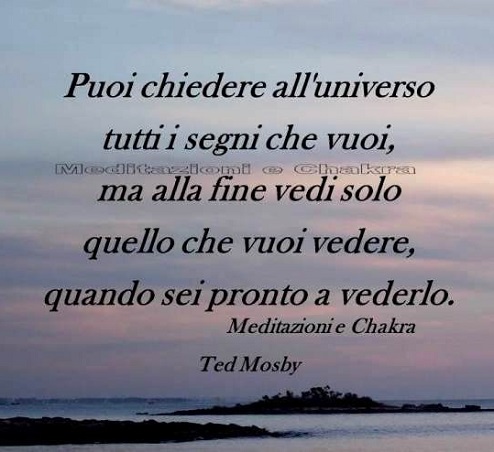 Puoi chiedere all'universo
tutti i segni che vuoi,
Meditazioni e Chakra
ma alla fine vedi solo
quello che vuoi vedere,
quando sei pronto a vederlo.
Meditazioni e Chakra
Ted Mosby